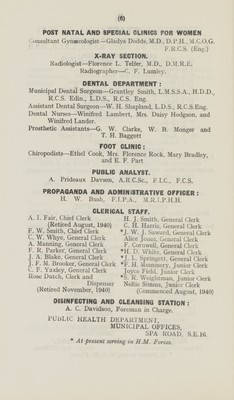 (6)
POST NATAL AND SPECIAL CLINICS FOR WOMEN
Consultant Gynæcologist—Gladys Dodds, M.D., D.P.H., M.C.O.G.
F.R.C.S. (Eng.)
X-RAY SECTION.
Radiologist—Florence L. Telfer, M.D., D.M.R.E.
Radiographer—C. F. Lumley.
DENTAL DEPARTMENT:
Municipal Dental Surgeon—Grantley Smith, L.M.S.S.A., H.D.D.,
R.C.S. Edin., L.D.S., R.C.S. Eng.
Assistant Dental Surgeon—W. H. Shapland, L.D.S., R.C.S.Eng.
Dental Nurses—Winifred Lambert, Mrs. Daisy Hodgson, and
Winifred Lander.
Prosthetic Assistants—G. W. Clarke, W. B. Monger and
T. H. Baggott
FOOT CLINIC:
Chiropodists—Ethel Cook, Mrs. Florence Rock, Mary Bradley,
and E. F. Part
PUBLIC ANALYST.
A. Prideaux Davson, A.R.C.Sc., F.I.C., F.C.S.
PROPAGANDA AND ADMINISTRATIVE OFFICER:
H. W. Bush, F.I.P.A., M.R.I.P.H.H.
CLERICAL STAFF.
A. I. Fair, Chief Clerk
(Retired August, 1940)
F. W. Smith, Chief Clerk
C. W. Whye, General Clerk
A. Manning, General Clerk
F. R. Parker, General Clerk
J. A. Blake, General Clerk
J. F. M. Brooker, General Clerk
C. F. Yaxley, General Clerk
Rose Dutch, Clerk and
Dispenser
(Retired November, 1940)
H. J. Smith, General Clerk
C. H. Harris, General Clerk
*J. W. J. Seward, General Clerk
Alice Jones, General Clerk
F. Cornwall, General Clerk
*H. D. White, General Clerk
*J. L. Springett, General Clerk
*F. H. Mummery, Junior Clerk
Joyce Field, Junior Clerk
*S. R. Weightman, Junior Clerk
Nellie Simms, Junior Clerk
(Commenced August, 1940)
DISINFECTING AND CLEANSING STATION:
A. C. Davidson, Foreman in Charge.
PUBLIC HEALTH DEPARTMENT,
MUNICIPAL OFFICES,
SPA ROAD, S.E.16.
* At present serving in H.M. Forces.